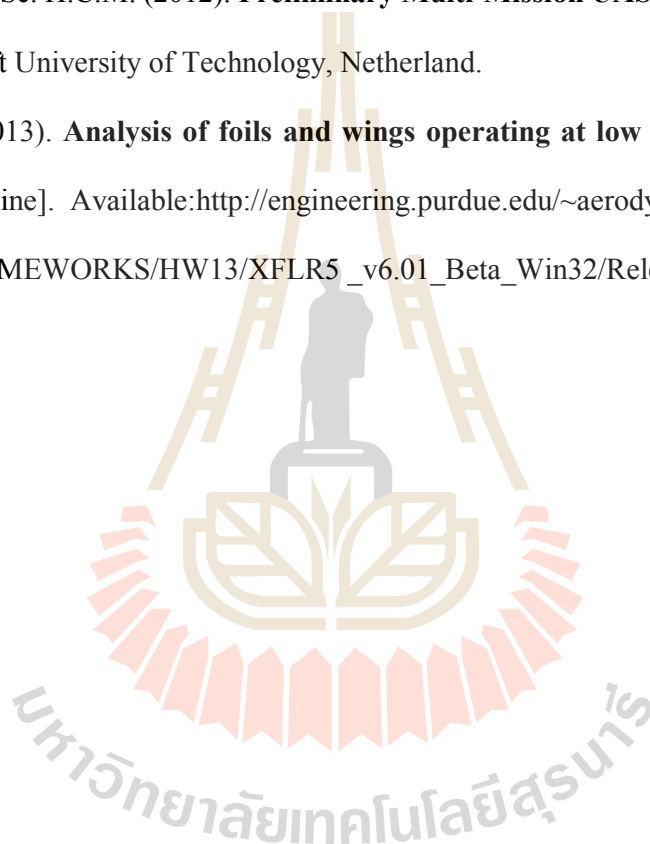 Sc. H.C.M. (2012). Preliminary Multi-Mission UAS
t University of Technology, Netherland.
013). Analysis of foils and wings operating at low
ine]. Available:http://engineering.purdue.edu/~aerody
MEWORKS/HW13/XFLR5 _v6.01_Beta_Win32/Rele
มหาวิทยาลัยเทคโนโลยีสุรนารี